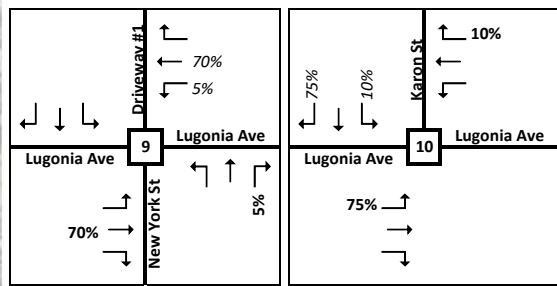 Driveway #1
70%
5%
9
Lugonia Ave
Lugonia Ave
70%
New York St
5%
Karon St
10%
75%
10%
10
Lugonia Ave
Lugonia Ave
75%